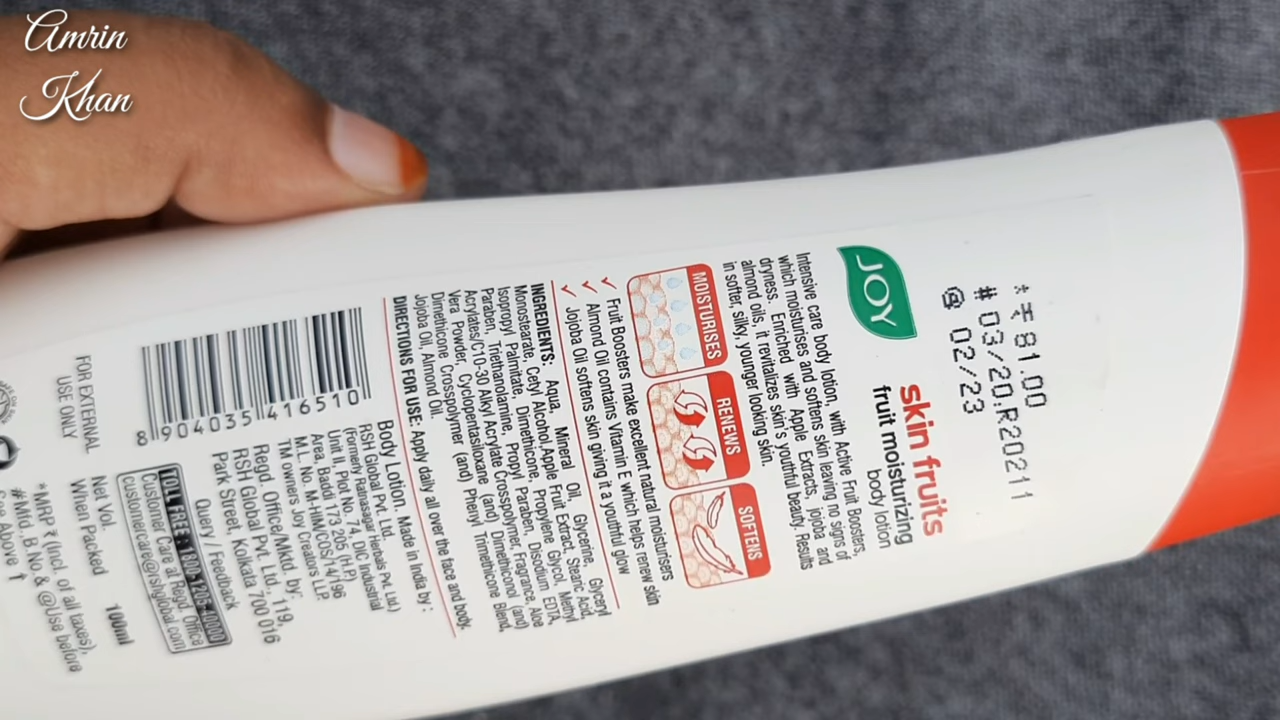 Amrin
Khan
*₹81.00
#03/20.R20211
@ 02/23
JOY
skin fruits
fruit moisturizing
body lotion
Intensive care body lotion, with Active Fruit Boosters,
which moisturises and softens skin leaving no signs of
dryness. Enriched with Apple Extracts, jojoba and
almond oils, it revitalizes skin's youthful beauty. Results
in softer, silky, younger looking skin.
MOISTURISES
RENEWS
SOFTENS
✓ Fruit Boosters make excellent natural moisturisers
✓ Almond Oil contains Vitamin E which helps renew skin
✓ Jojoba Oil softens skin giving it a youthful glow
INGREDIENTS: Aqua, Mineral Oil, Glycerine, Glyceryl
Monostearate, Cetyl Alcohol, Apple Fruit Extract, Stearic Acid,
Isopropyl Palmitate, Dimethicone, Propylene Glycol, Methyl
Paraben, Triethanolamine, Propyl Paraben, Disodium EDTA,
Acrylates/C10-30 Alkyl Acrylate Crosspolymer, Fragrance, Aloe
Vera Powder, Cyclopentasiloxane (and) Dimethiconol (and)
Dimethicone Crosspolymer (and) Phenyl Trimethicone Blend,
Jojoba Oil, Almond Oil.
DIRECTIONS FOR USE: Apply daily all over the face and body.
8 904035 416510
FOR EXTERNAL
USE ONLY
Body Lotion. Made in India by :
RSH Global Pvt. Ltd.
(Formerly Ratnasagar Herbals Pvt. Ltd.)
Unit II, Plot No. 74, DIC Industrial
Area, Baddi 173 205 (H.P.)
M.L. No. M-HIM/COS/14/196
TM owners Joy Creators LLP.
Regd. Office/Mktd. by:
RSH Global Pvt. Ltd., 119,
Park Street, Kolkata 700 016
Query / Feedback
TOLL FREE - 1800-1205-00000
Customer Care at Regd. Office
customercare@rshglobal.com
Net Vol.
When Packed 100ml
*MRP ₹ (Incl. of all taxes),
#Mfd, B No & @Use before
See Above ↑